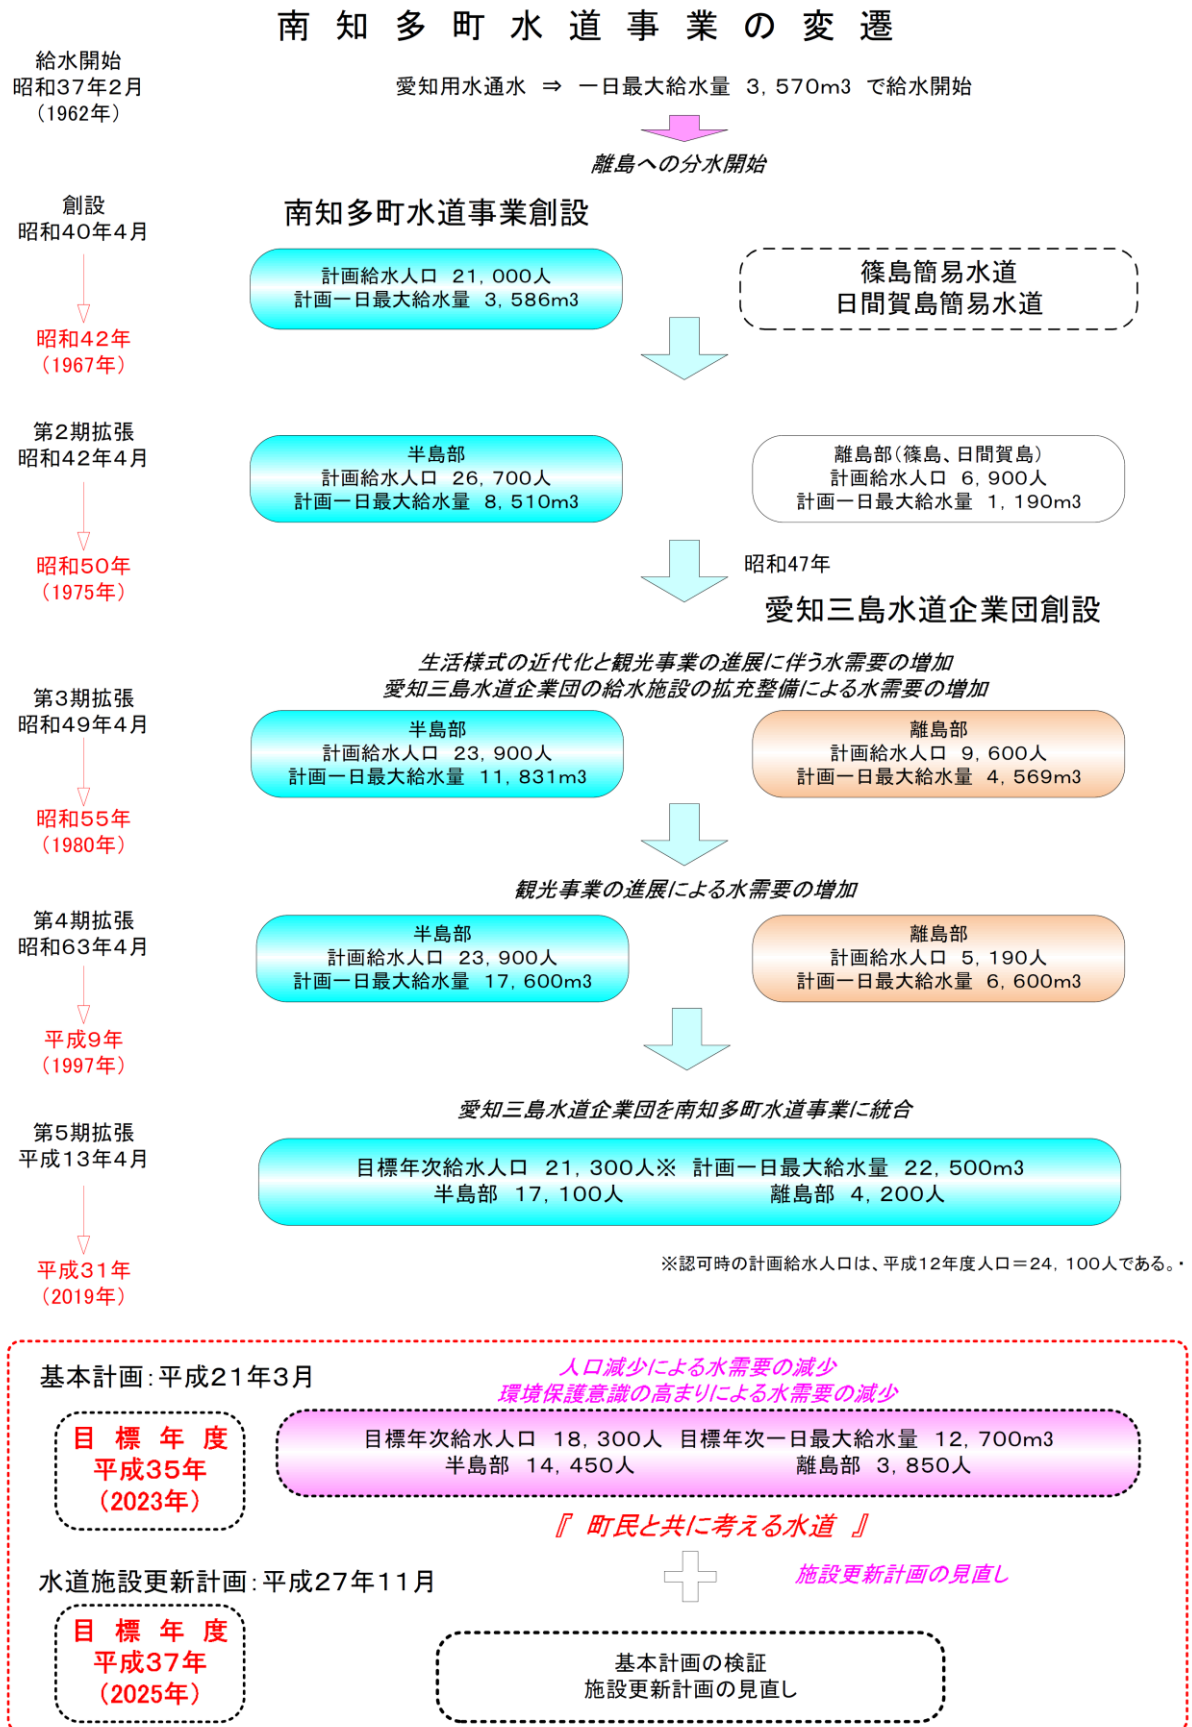 南知多町水道事業の変遷
給水開始
昭和37年2月
(1962年)
愛知用水通水 ⇒ 一日最大給水量 3,570m3 で給水開始
離島への分水開始
創設
昭和40年4月
昭和42年
(1967年)
南知多町水道事業創設
計画給水人口 21,000人
計画一日最大給水量 3,586m3
篠島簡易水道
日間賀島簡易水道
第2期拡張
昭和42年4月
昭和50年
(1975年)
半島部
計画給水人口 26,700人
計画一日最大給水量 8,510m3
離島部(篠島、日間賀島)
計画給水人口 6,900人
計画一日最大給水量 1,190m3
昭和47年
愛知三島水道企業団創設
生活様式の近代化と観光事業の進展に伴う水需要の増加
愛知三島水道企業団の給水施設の拡充整備による水需要の増加
第3期拡張
昭和49年4月
昭和55年
(1980年)
半島部
計画給水人口 23,900人
計画一日最大給水量 11,831m3
離島部
計画給水人口 9,600人
計画一日最大給水量 4,569m3
観光事業の進展による水需要の増加
第4期拡張
昭和63年4月
平成9年
(1997年)
半島部
計画給水人口 23,900人
計画一日最大給水量 17,600m3
離島部
計画給水人口 5,190人
計画一日最大給水量 6,600m3
愛知三島水道企業団を南知多町水道事業に統合
第5期拡張
平成13年4月
平成31年
(2019年)
目標年次給水人口 21,300人※ 計画一日最大給水量 22,500m3
半島部 17,100人 離島部 4,200人
※認可時の計画給水人口は、平成12年度人口=24,100人である。・
基本計画:平成21年3月
人口減少による水需要の減少
環境保護意識の高まりによる水需要の減少
目標年度
平成35年
(2023年)
目標年次給水人口 18,300人 目標年次一日最大給水量 12,700m3
半島部 14,450人 離島部 3,850人
『 町民と共に考える水道 』
水道施設更新計画:平成27年11月
施設更新計画の見直し
目標年度
平成37年
(2025年)
基本計画の検証
施設更新計画の見直し